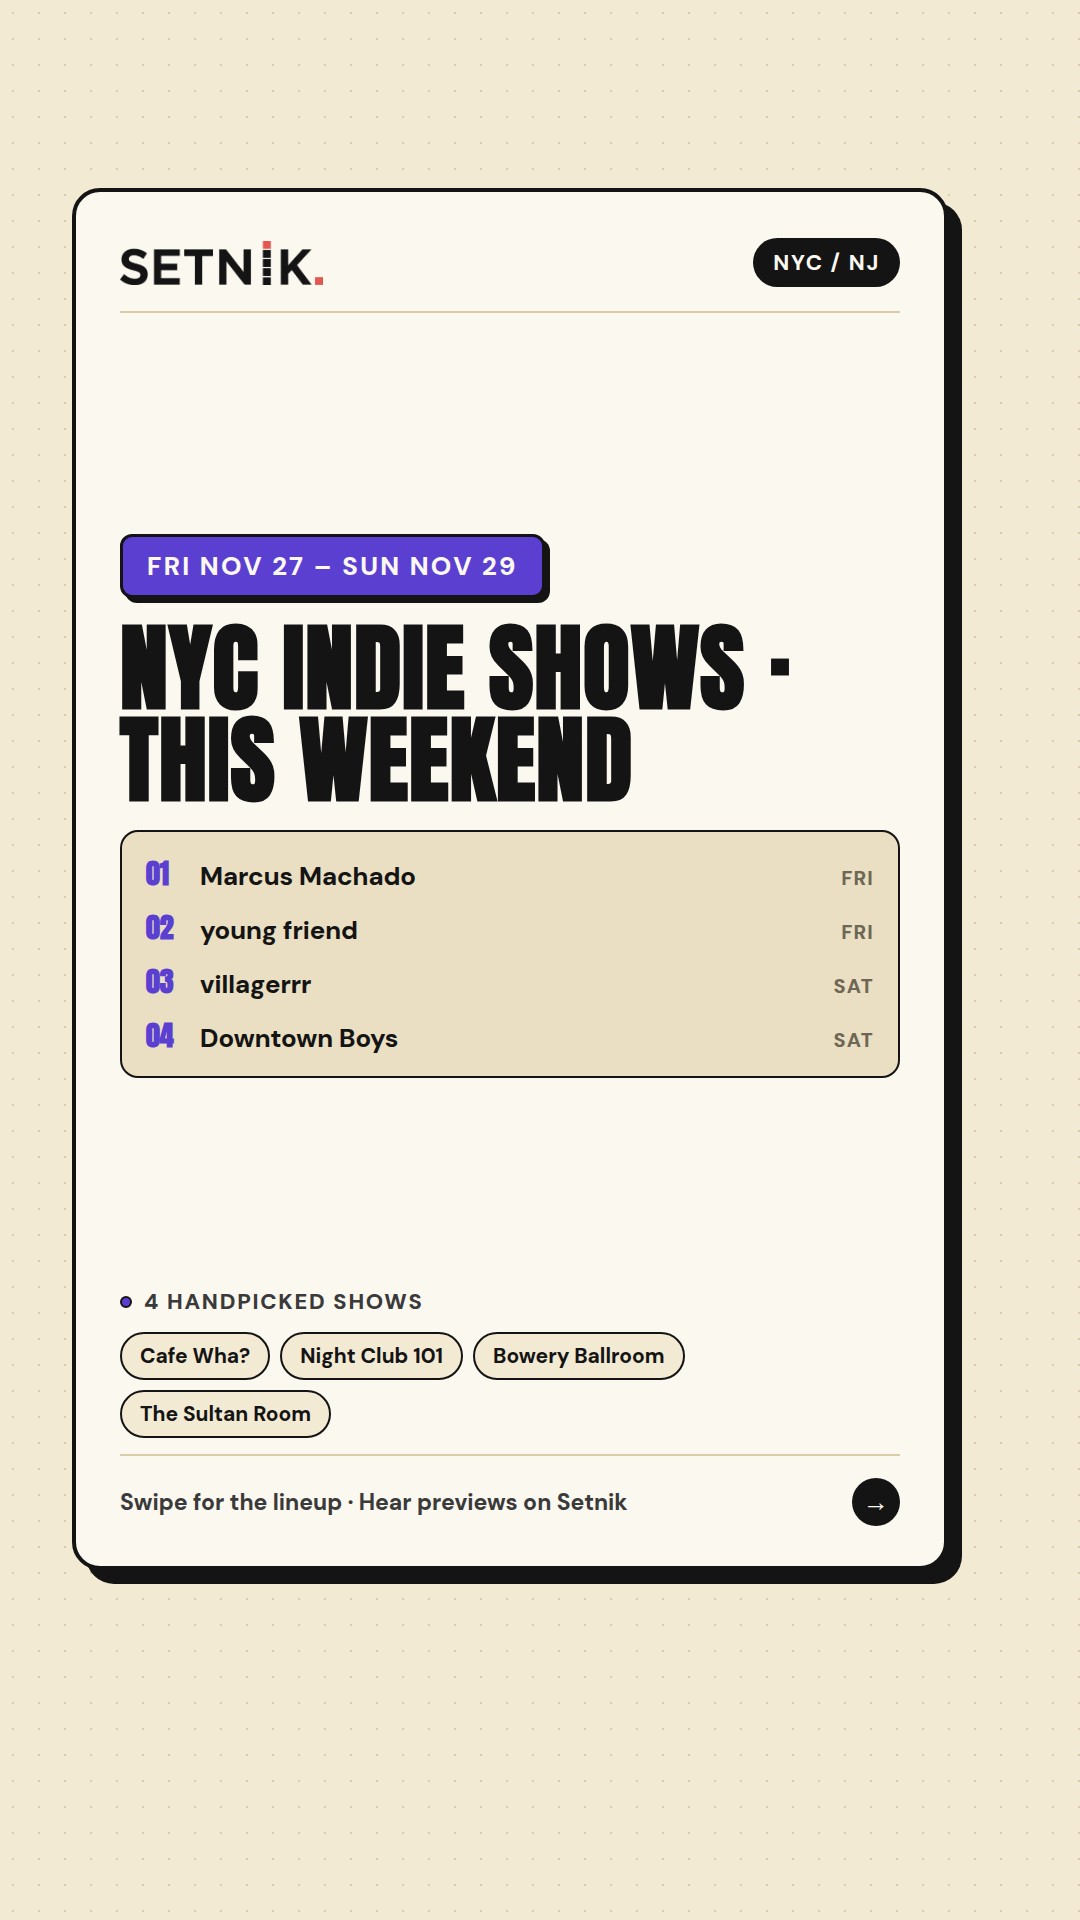 SETNIK.
NYC / NJ
FRI NOV 27 – SUN NOV 29
NYC INDIE SHOWS ·
THIS WEEKEND
01 Marcus Machado FRI
02 young friend FRI
03 villagerrr SAT
04 Downtown Boys SAT
4 HANDPICKED SHOWS
Cafe Wha? Night Club 101 Bowery Ballroom
The Sultan Room
Swipe for the lineup · Hear previews on Setnik →